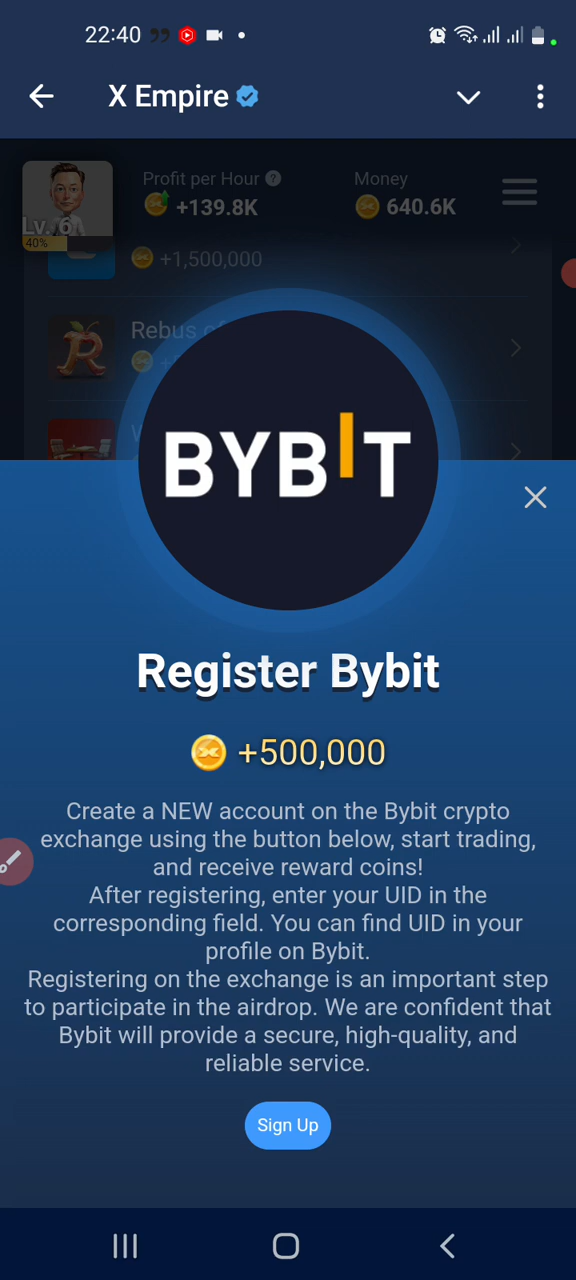 22:40
X Empire
Profit per Hour ?
Money
+139.8K
640.6K
Lv. 6
40%
+1,500,000
Rebus of
BYBIT
Register Bybit
+500,000
Create a NEW account on the Bybit crypto
exchange using the button below, start trading,
and receive reward coins!
After registering, enter your UID in the
corresponding field. You can find UID in your
profile on Bybit.
Registering on the exchange is an important step
to participate in the airdrop. We are confident that
Bybit will provide a secure, high-quality, and
reliable service.
Sign Up